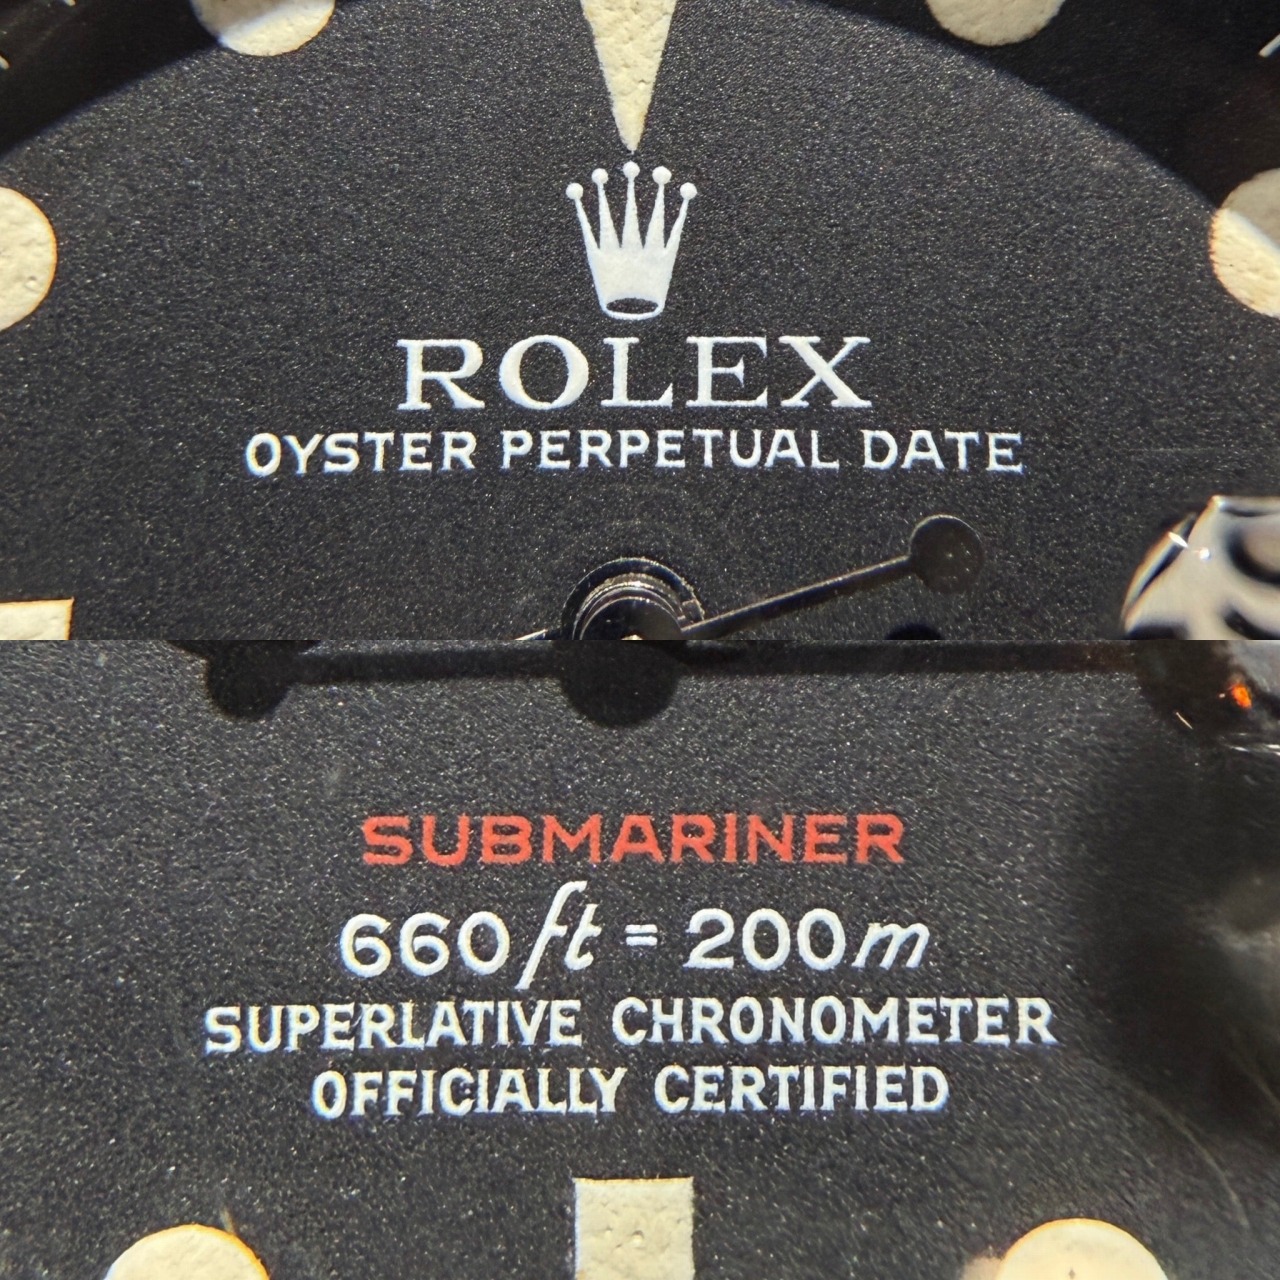 ROLEX
OYSTER PERPETUAL DATE
SUBMARINER
660ft = 200m
SUPERLATIVE CHRONOMETER
OFFICIALLY CERTIFIED